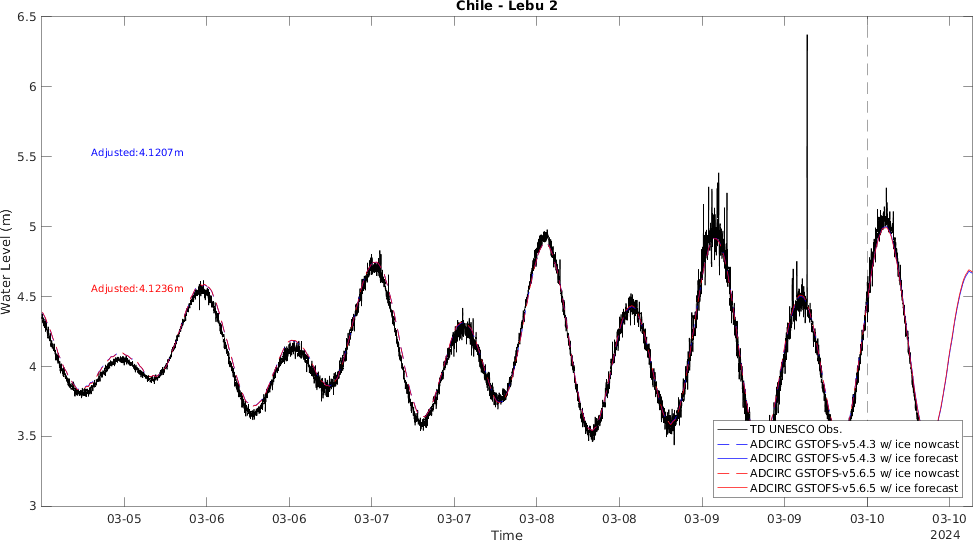 Chile - Lebu 2
6.5
6
5.5
5
4.5
4
3.5
3
Water Level (m)
Adjusted:4.1207m
Adjusted:4.1236m
TD UNESCO Obs.
ADCIRC GSTOFS-v5.4.3 w/ ice nowcast
ADCIRC GSTOFS-v5.4.3 w/ ice forecast
ADCIRC GSTOFS-v5.6.5 w/ ice nowcast
ADCIRC GSTOFS-v5.6.5 w/ ice forecast
03-05 03-06 03-06 03-07 03-07 03-08 03-08 03-09 03-09 03-10 03-10
Time
2024